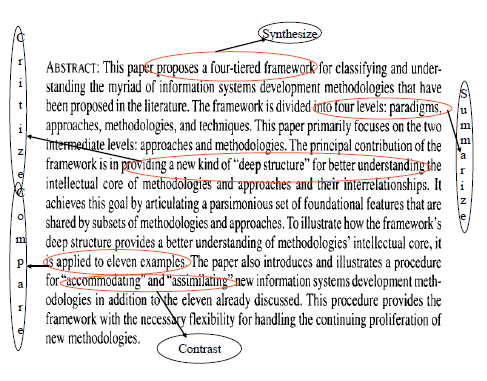 Synthesize
ABSTRACT: This paper proposes a four-tiered framework for classifying and under-
standing the myriad of information systems development methodologies that have
been proposed in the literature. The framework is divided into four levels: paradigms,
approaches, methodologies, and techniques. This paper primarily focuses on the two
intermediate levels: approaches and methodologies. The principal contribution of the
framework is in providing a new kind of “deep structure” for better understanding the
intellectual core of methodologies and approaches and their interrelationships. It
achieves this goal by articulating a parsimonious set of foundational features that are
shared by subsets of methodologies and approaches. To illustrate how the framework's
deep structure provides a better understanding of methodologies' intellectual core, it
is applied to eleven examples. The paper also introduces and illustrates a procedure
for “accommodating” and “assimilating” new information systems development meth-
odologies in addition to the eleven already discussed. This procedure provides the
framework with the necessary flexibility for handling the continuing proliferation of
new methodologies.
Critize
Compare
Summarize
Contrast